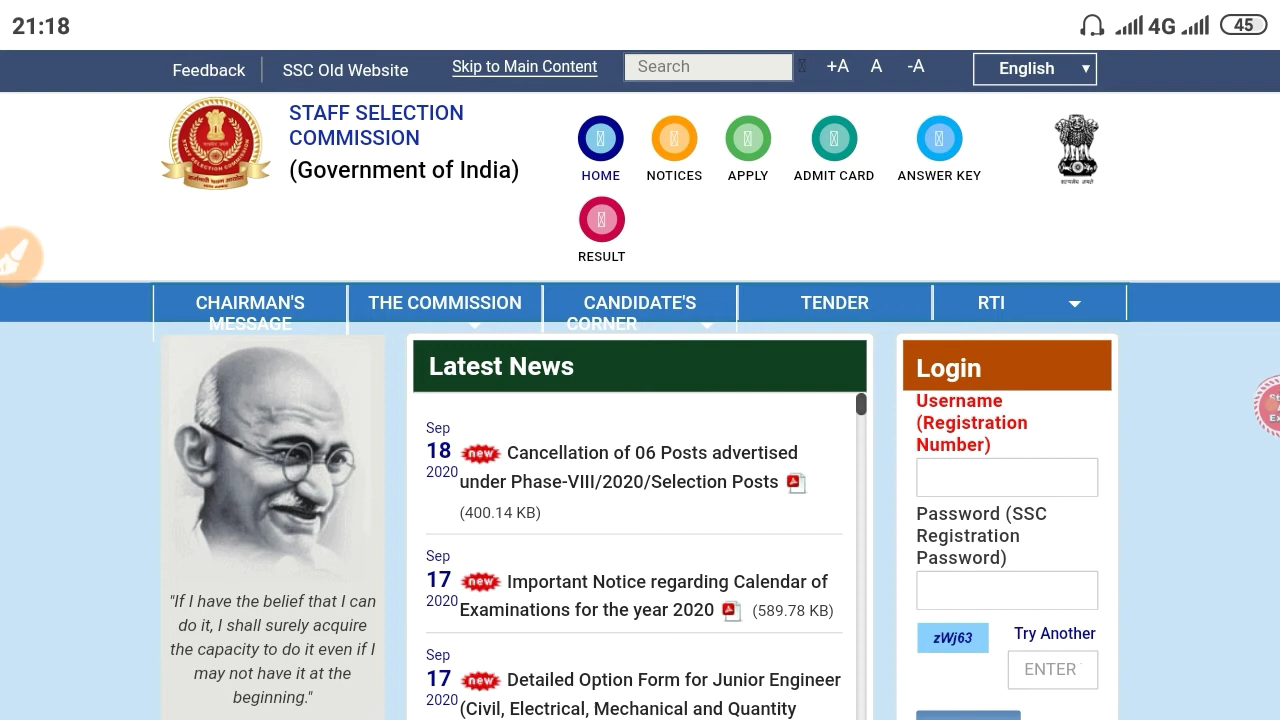 21:18
4G
45
Feedback
SSC Old Website
Skip to Main Content
Search
+A A -A
English
STAFF SELECTION
COMMISSION
(Government of India)
HOME
NOTICES
APPLY
ADMIT CARD
ANSWER KEY
RESULT
CHAIRMAN'S
MESSAGE
THE COMMISSION
CANDIDATE'S
CORNER
TENDER
RTI
"If I have the belief that I can
do it, I shall surely acquire
the capacity to do it even if I
may not have it at the
beginning."
Latest News
Sep
18
2020
new Cancellation of 06 Posts advertised
under Phase-VIII/2020/Selection Posts
(400.14 KB)
Sep
17
2020
new Important Notice regarding Calendar of
Examinations for the year 2020 (589.78 KB)
Sep
17
2020
new Detailed Option Form for Junior Engineer
(Civil, Electrical, Mechanical and Quantity
Login
Username
(Registration
Number)
Password (SSC
Registration
Password)
zWj63
Try Another
ENTER